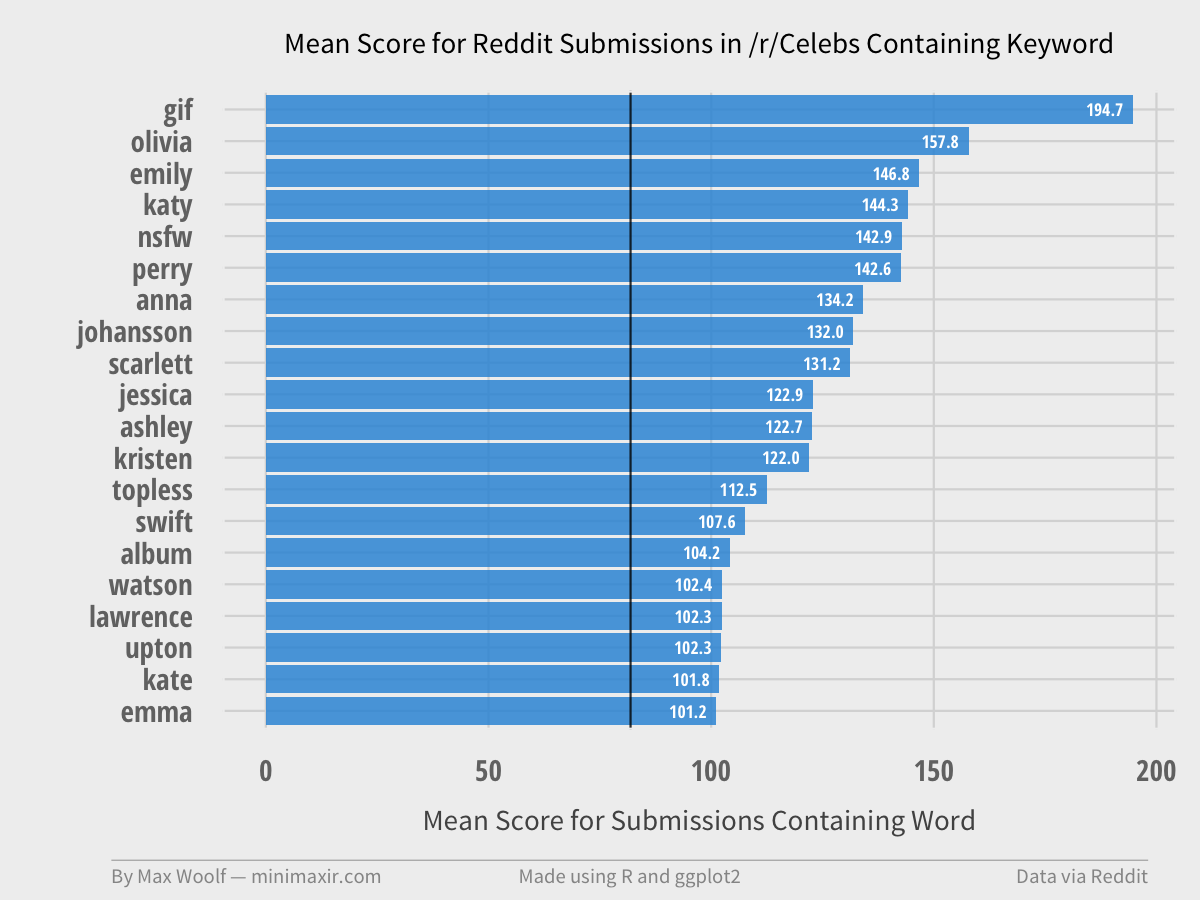 Mean Score for Reddit Submissions in /r/Celebs Containing Keyword
gif 194.7
olivia 157.8
emily 146.8
katy 144.3
nsfw 142.9
perry 142.6
anna 134.2
johansson 132.0
scarlett 131.2
jessica 122.9
ashley 122.7
kristen 122.0
topless 112.5
swift 107.6
album 104.2
watson 102.4
lawrence 102.3
upton 102.3
kate 101.8
emma 101.2
0 50 100 150 200
Mean Score for Submissions Containing Word
By Max Woolf — minimaxir.com Made using R and ggplot2 Data via Reddit